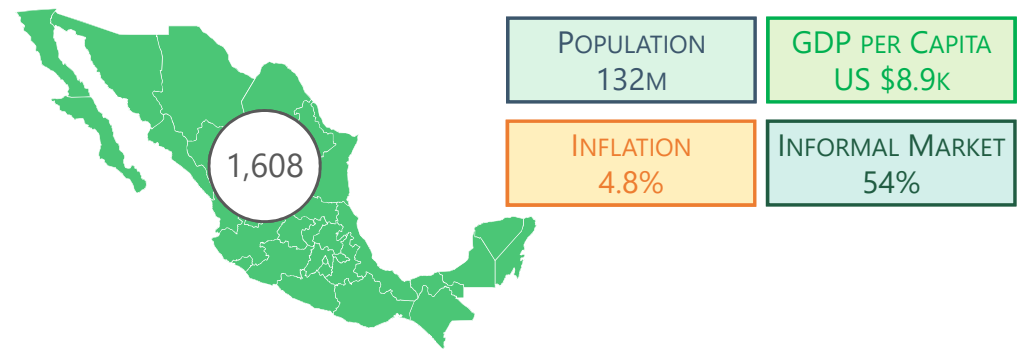 1,608
Population
132m
GDP per Capita
US $8.9k
Inflation
4.8%
Informal Market
54%